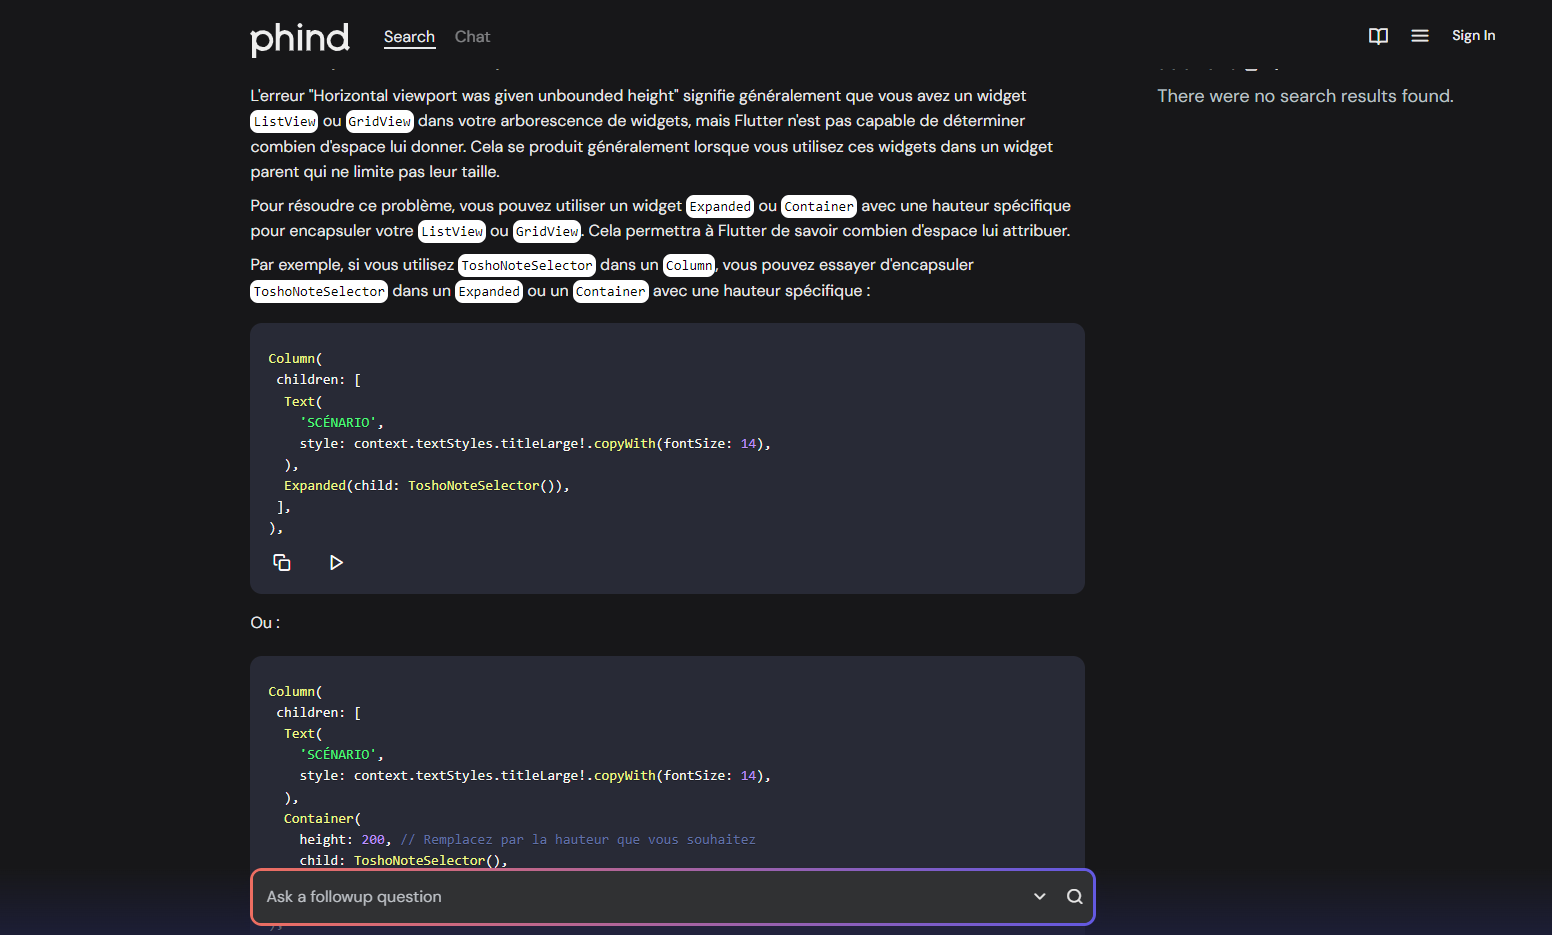 phind
Search
Chat
Sign In
L'erreur "Horizontal viewport was given unbounded height" signifie généralement que vous avez un widget
ListView ou GridView dans votre arborescence de widgets, mais Flutter n'est pas capable de déterminer
combien d'espace lui donner. Cela se produit généralement lorsque vous utilisez ces widgets dans un widget
parent qui ne limite pas leur taille.
Pour résoudre ce problème, vous pouvez utiliser un widget Expanded ou Container avec une hauteur spécifique
pour encapsuler votre ListView ou GridView. Cela permettra à Flutter de savoir combien d'espace lui attribuer.
Par exemple, si vous utilisez ToshoNoteSelector dans un Column, vous pouvez essayer d'encapsuler
ToshoNoteSelector dans un Expanded ou un Container avec une hauteur spécifique :
Column(
children: [
Text(
'SCÉNARIO',
style: context.textStyles.titleLarge!.copyWith(fontSize: 14),
),
Expanded(child: ToshoNoteSelector()),
],
),
Ou :
Column(
children: [
Text(
'SCÉNARIO',
style: context.textStyles.titleLarge!.copyWith(fontSize: 14),
),
Container(
height: 200, // Remplacez par la hauteur que vous souhaitez
child: ToshoNoteSelector(),
Ask a followup question
There were no search results found.